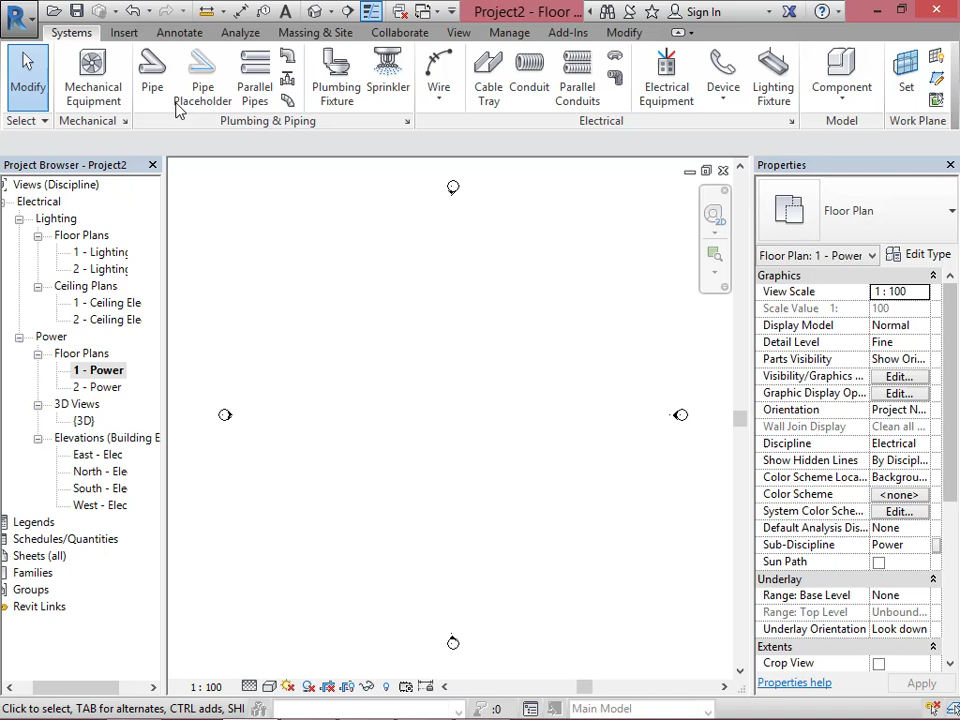 Project2 - Floor ...
Sign In
Systems Insert Annotate Analyze Massing & Site Collaborate View Manage Add-Ins Modify
Modify
Mechanical Equipment
Pipe
Pipe Placeholder
Parallel Pipes
Plumbing Fixture
Sprinkler
Wire
Cable Tray
Conduit
Parallel Conduits
Electrical Equipment
Device
Lighting Fixture
Component
Set
Select Mechanical Plumbing & Piping Electrical Model Work Plane
Project Browser - Project2
Views (Discipline)
Electrical
Lighting
Floor Plans
1 - Lighting
2 - Lighting
Ceiling Plans
1 - Ceiling Ele
2 - Ceiling Ele
Power
Floor Plans
1 - Power
2 - Power
3D Views
{3D}
Elevations (Building E
East - Elec
North - Ele
South - Ele
West - Elec
Legends
Schedules/Quantities
Sheets (all)
Families
Groups
Revit Links
2D
Properties
Floor Plan
Floor Plan: 1 - Power Edit Type
Graphics
View Scale 1 : 100
Scale Value 1: 100
Display Model Normal
Detail Level Fine
Parts Visibility Show Ori...
Visibility/Graphics ... Edit...
Graphic Display Op... Edit...
Orientation Project N...
Wall Join Display Clean all ...
Discipline Electrical
Show Hidden Lines By Discipl...
Color Scheme Loca... Backgrou...
Color Scheme <none>
System Color Sche... Edit...
Default Analysis Dis... None
Sub-Discipline Power
Sun Path
Underlay
Range: Base Level None
Range: Top Level Unbound...
Underlay Orientation Look down
Extents
Crop View
Properties help Apply
1 : 100
Click to select, TAB for alternates, CTRL adds, SHI :0 Main Model